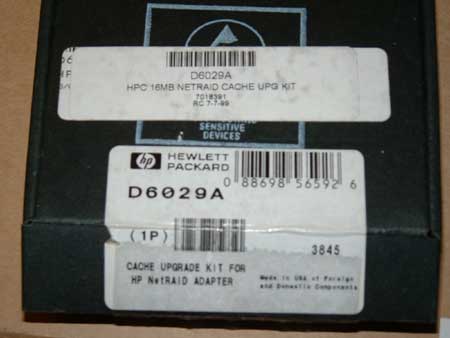 D6029A
HPC 16MB NETRAID CACHE UPG KIT
7018391
RC 7-7-99
SENSITIVE
DEVICES
hp HEWLETT
PACKARD
0 88698 56592 6
D6029A
(1P)
3845
CACHE UPGRADE KIT FOR
HP NetRAID ADAPTER
Made in USA of Foreign
and Domestic Components